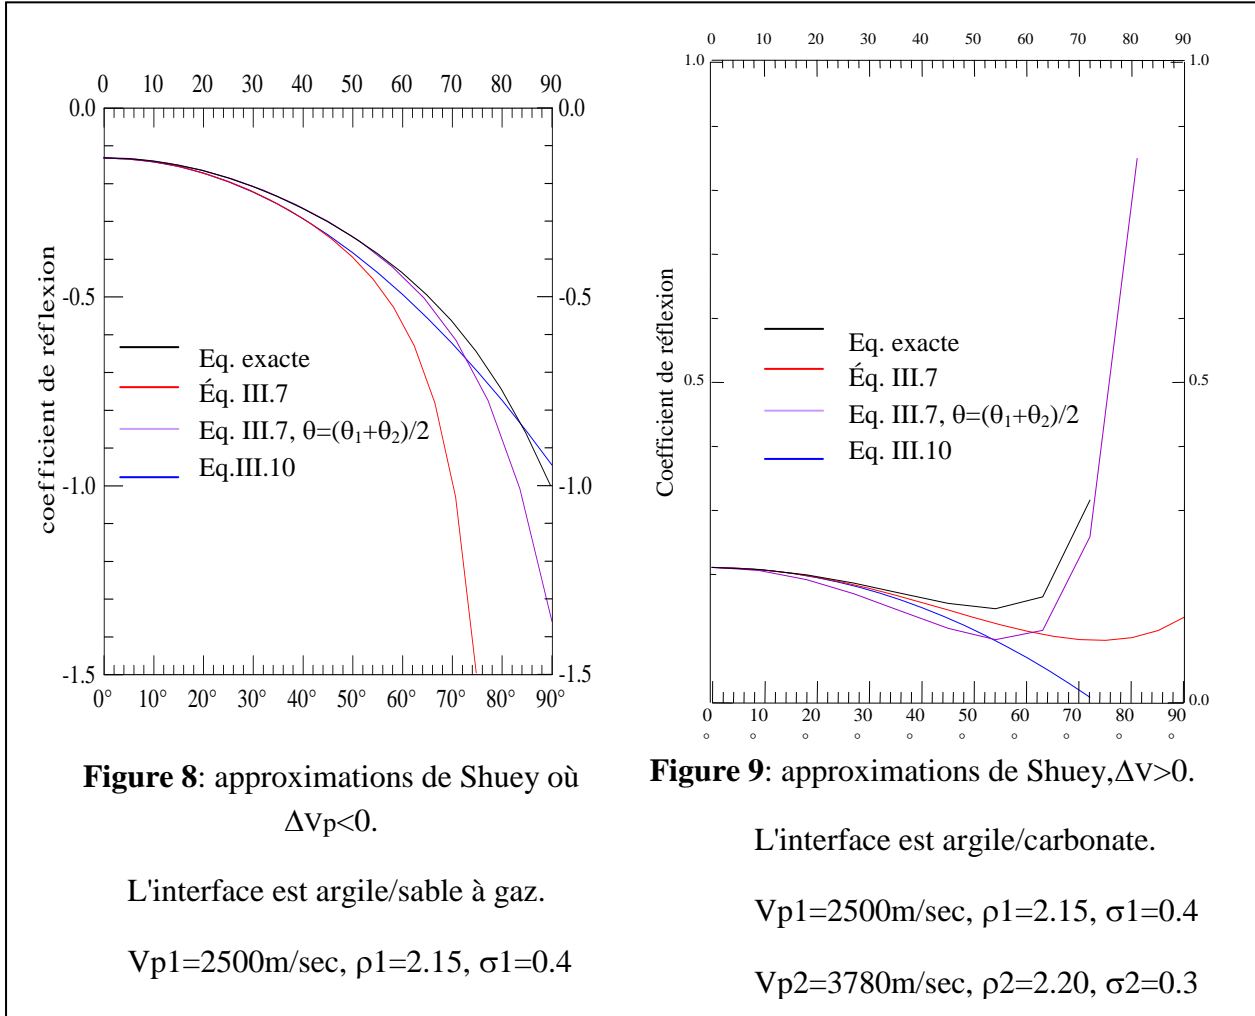 0 10 20 30 40 50 60 70 80 90
0.0 0.0
-0.5 -0.5
-1.0 -1.0
-1.5 -1.5
0° 10° 20° 30° 40° 50° 60° 70° 80° 90°
coefficient de réflexion
Eq. exacte
Éq. III.7
Eq. III.7, θ=(θ₁+θ₂)/2
Eq.III.10
Figure 8: approximations de Shuey où
ΔVp<0.
L'interface est argile/sable à gaz.
Vp1=2500m/sec, ρ1=2.15, σ1=0.4
0 10 20 30 40 50 60 70 80 90
1.0 1.0
0.5 0.5
0.0
0 10 20 30 40 50 60 70 80 90
° ° ° ° ° ° ° ° ° °
Coefficient de réflexion
Eq. exacte
Éq. III.7
Eq. III.7, θ=(θ₁+θ₂)/2
Eq. III.10
Figure 9: approximations de Shuey,ΔV>0.
L'interface est argile/carbonate.
Vp1=2500m/sec, ρ1=2.15, σ1=0.4
Vp2=3780m/sec, ρ2=2.20, σ2=0.3